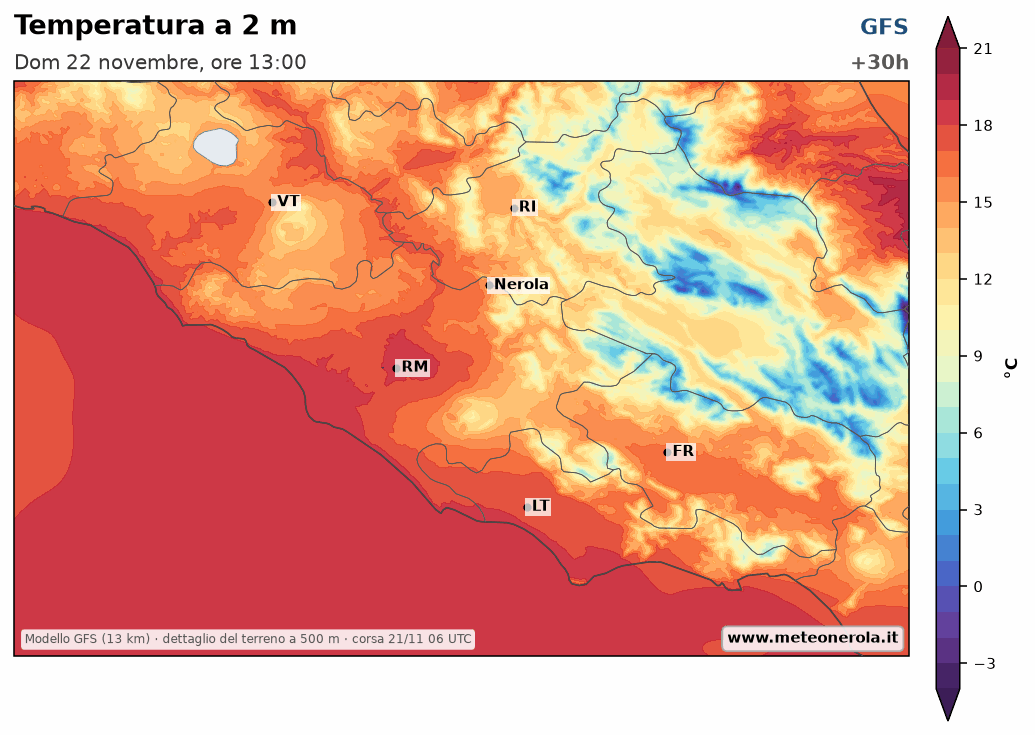 Temperatura a 2 m
GFS
Dom 22 novembre, ore 13:00
+30h
VT
RI
Nerola
RM
FR
LT
Modello GFS (13 km) · dettaglio del terreno a 500 m · corsa 21/11 06 UTC
www.meteonerola.it
21
18
15
12
9
6
3
0
−3
°C